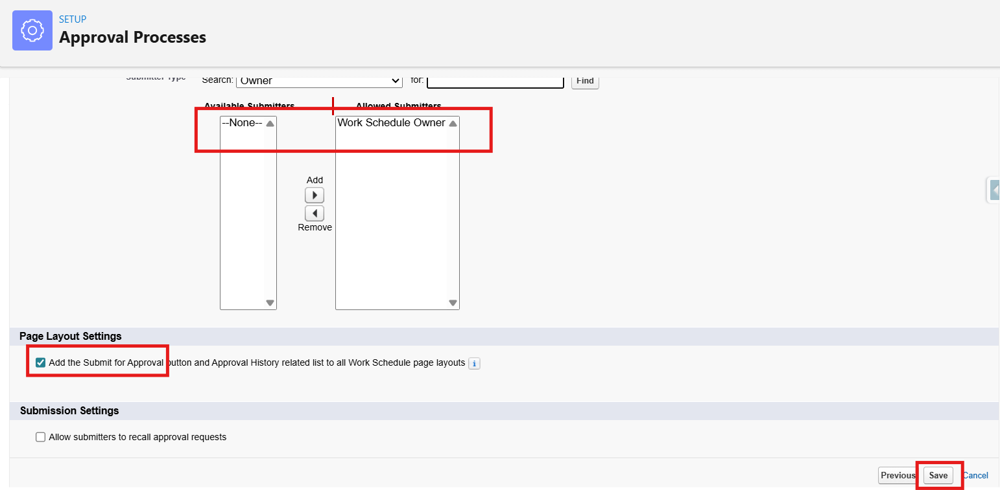 SETUP
Approval Processes
Submitter Type Search: Owner for: Find
Available Submitters Allowed Submitters
--None-- Work Schedule Owner
Add
Remove
Page Layout Settings
Add the Submit for Approval button and Approval History related list to all Work Schedule page layouts i
Submission Settings
Allow submitters to recall approval requests
Previous Save Cancel